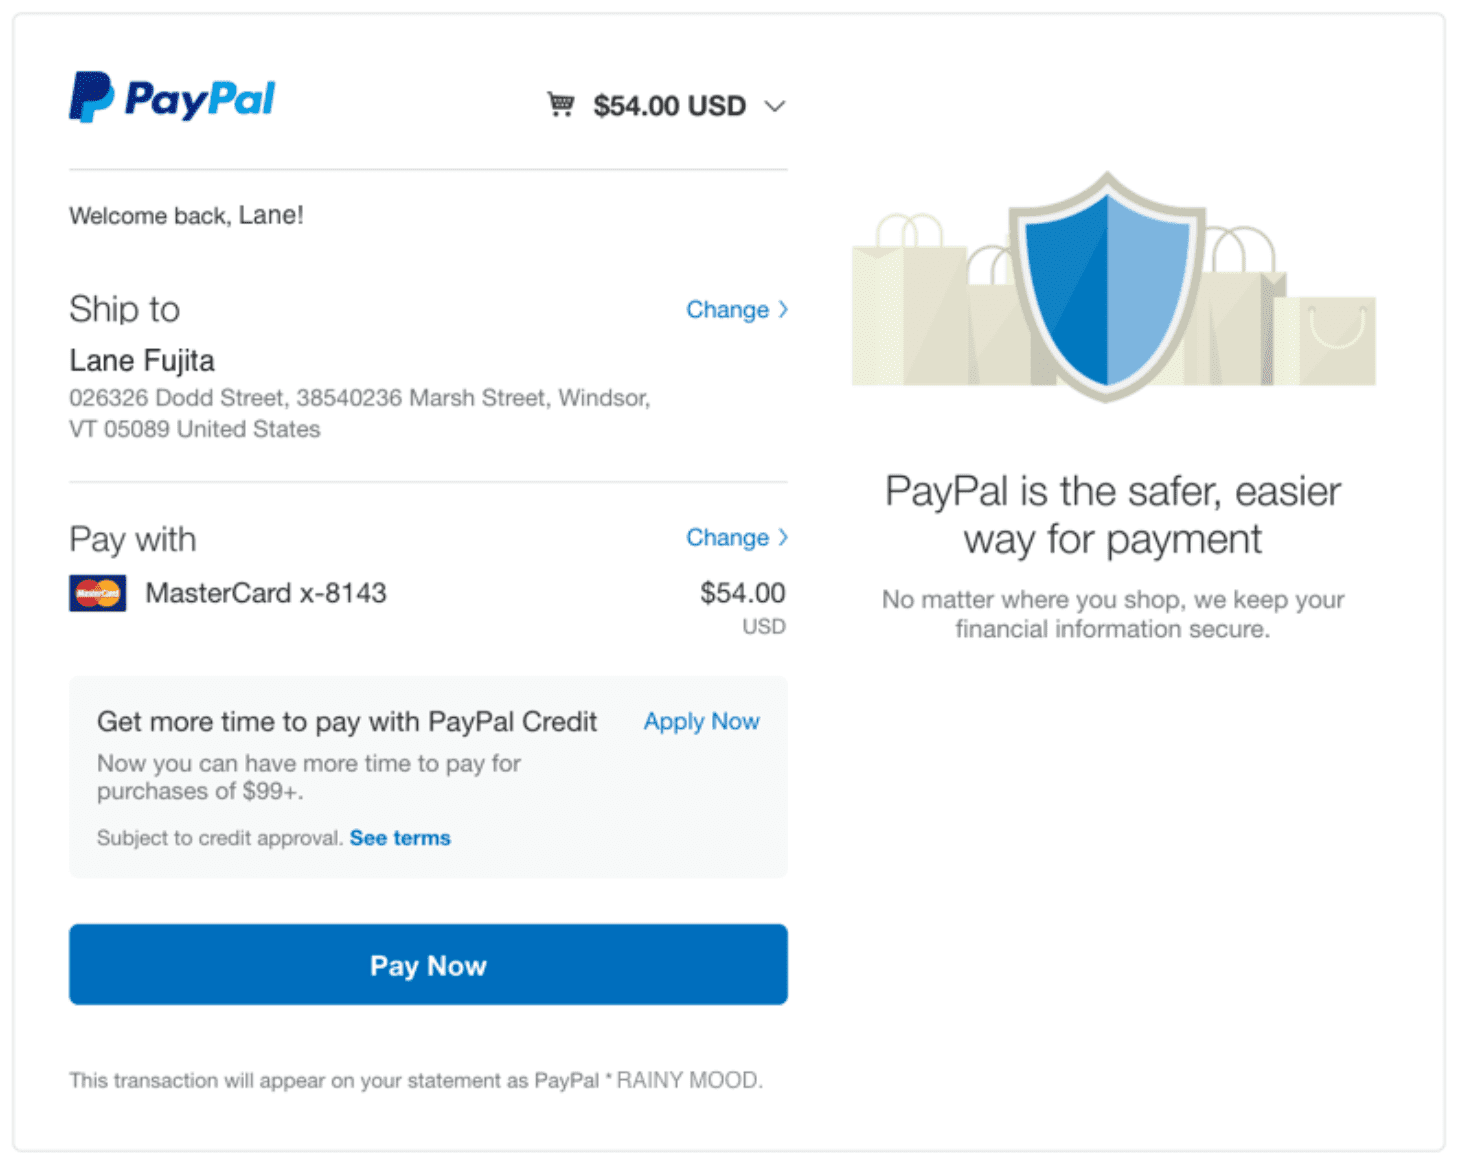 PayPal
$54.00 USD
Welcome back, Lane!
Ship to
Change
Lane Fujita
026326 Dodd Street, 38540236 Marsh Street, Windsor,
VT 05089 United States
Pay with
Change
MasterCard
MasterCard x-8143
$54.00
USD
Get more time to pay with PayPal Credit
Apply Now
Now you can have more time to pay for
purchases of $99+.
Subject to credit approval. See terms
Pay Now
This transaction will appear on your statement as PayPal *RAINY MOOD.
PayPal is the safer, easier
way for payment
No matter where you shop, we keep your
financial information secure.